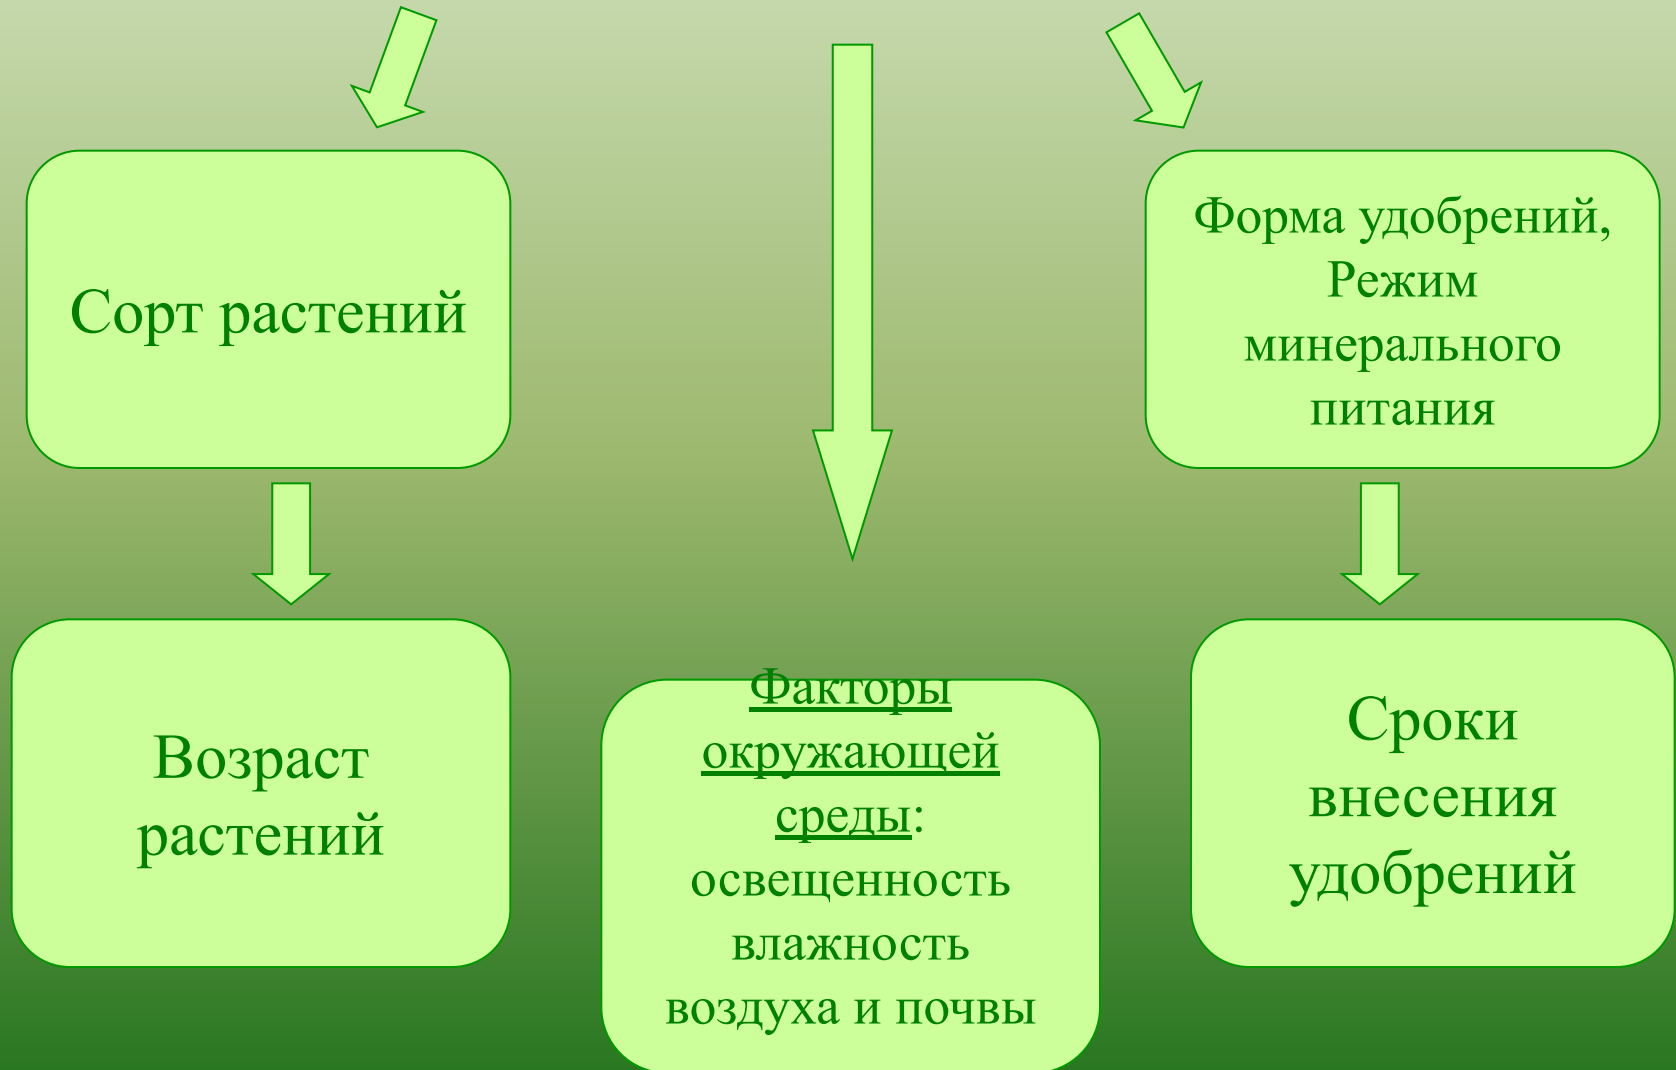 Сорт растений
Форма удобрений,
Режим
минерального
питания
Возраст
растений
Факторы
окружающей
среды:
освещенность
влажность
воздуха и почвы
Сроки
внесения
удобрений